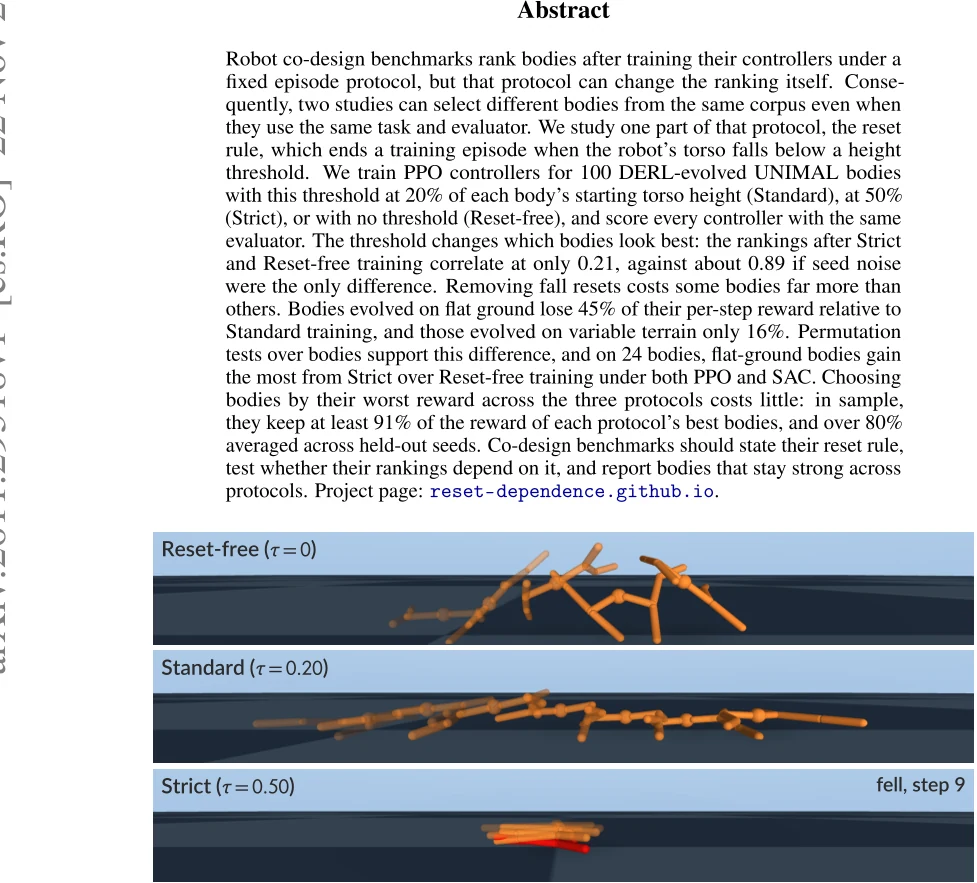 Abstract
Robot co-design benchmarks rank bodies after training their controllers under a
fixed episode protocol, but that protocol can change the ranking itself. Conse-
quently, two studies can select different bodies from the same corpus even when
they use the same task and evaluator. We study one part of that protocol, the reset
rule, which ends a training episode when the robot's torso falls below a height
threshold. We train PPO controllers for 100 DERL-evolved UNIMAL bodies
with this threshold at 20% of each body's starting torso height (Standard), at 50%
(Strict), or with no threshold (Reset-free), and score every controller with the same
evaluator. The threshold changes which bodies look best: the rankings after Strict
and Reset-free training correlate at only 0.21, against about 0.89 if seed noise
were the only difference. Removing fall resets costs some bodies far more than
others. Bodies evolved on flat ground lose 45% of their per-step reward relative to
Standard training, and those evolved on variable terrain only 16%. Permutation
tests over bodies support this difference, and on 24 bodies, flat-ground bodies gain
the most from Strict over Reset-free training under both PPO and SAC. Choosing
bodies by their worst reward across the three protocols costs little: in sample,
they keep at least 91% of the reward of each protocol's best bodies, and over 80%
averaged across held-out seeds. Co-design benchmarks should state their reset rule,
test whether their rankings depend on it, and report bodies that stay strong across
protocols. Project page: reset-dependence.github.io.
Reset-free (τ = 0)
Standard (τ = 0.20)
Strict (τ = 0.50)
fell, step 9